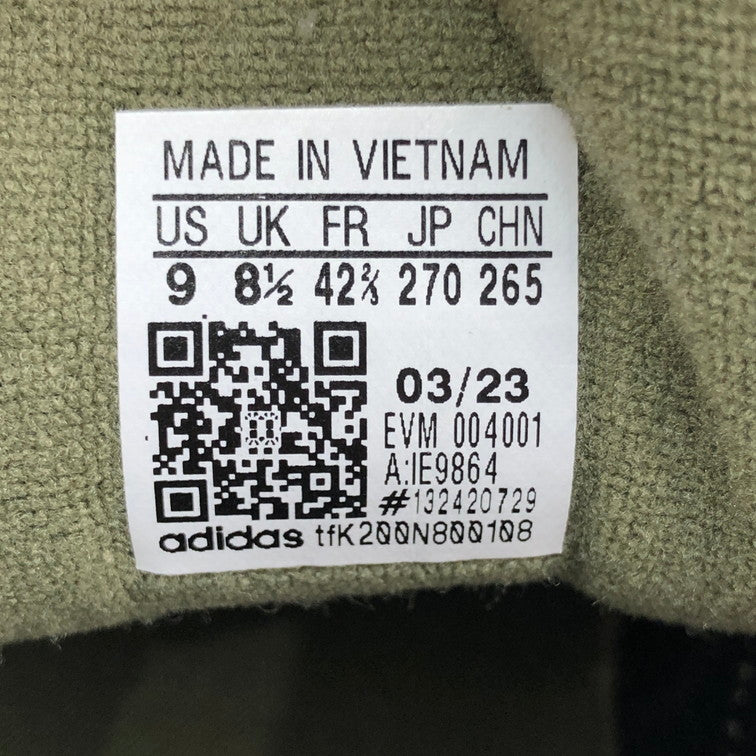 MADE IN VIETNAM
US UK FR JP CHN
9 8½ 42⅔ 270 265
03/23
EVM 004001
A:IE9864
#132420729
adidas tfK200N800108